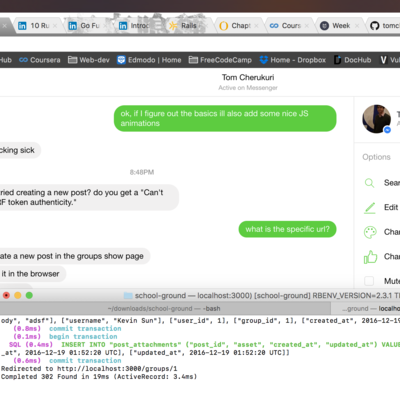 10 Ru
Go Fu
Introc
Rails
Chapt
Cours
Week
tomc
Hub
Coursera
Web-dev
Edmodo | Home
FreeCodeCamp
Home - Dropbox
DocHub
Tom Cherukuri
Active on Messenger
ok, if I figure out the basics ill also add some nice JS
animations
cking sick
8:48PM
ried creating a new post? do you get a "Can't
RF token authenticity."
what is the specific url?
ate a new post in the groups show page
it in the browser
Options
Sear
Edit
Char
Char
Mute
school-ground — localhost:3000) [school-ground] RBENV_VERSION=2.3.1 T
~/downloads/school-ground — -bash
...g-ground — localho
ody", "adsf"], ["username", "Kevin Sun"], ["user_id", 1], ["group_id", 1], ["created_at", 2016-12-19
(0.8ms) commit transaction
(0.1ms) begin transaction
SQL (0.4ms) INSERT INTO "post_attachments" ("post_id", "asset", "created_at", "updated_at") VALUE
_at", 2016-12-19 01:52:20 UTC], ["updated_at", 2016-12-19 01:52:20 UTC]]
(0.6ms) commit transaction
Redirected to http://localhost:3000/groups/1
Completed 302 Found in 19ms (ActiveRecord: 3.4ms)